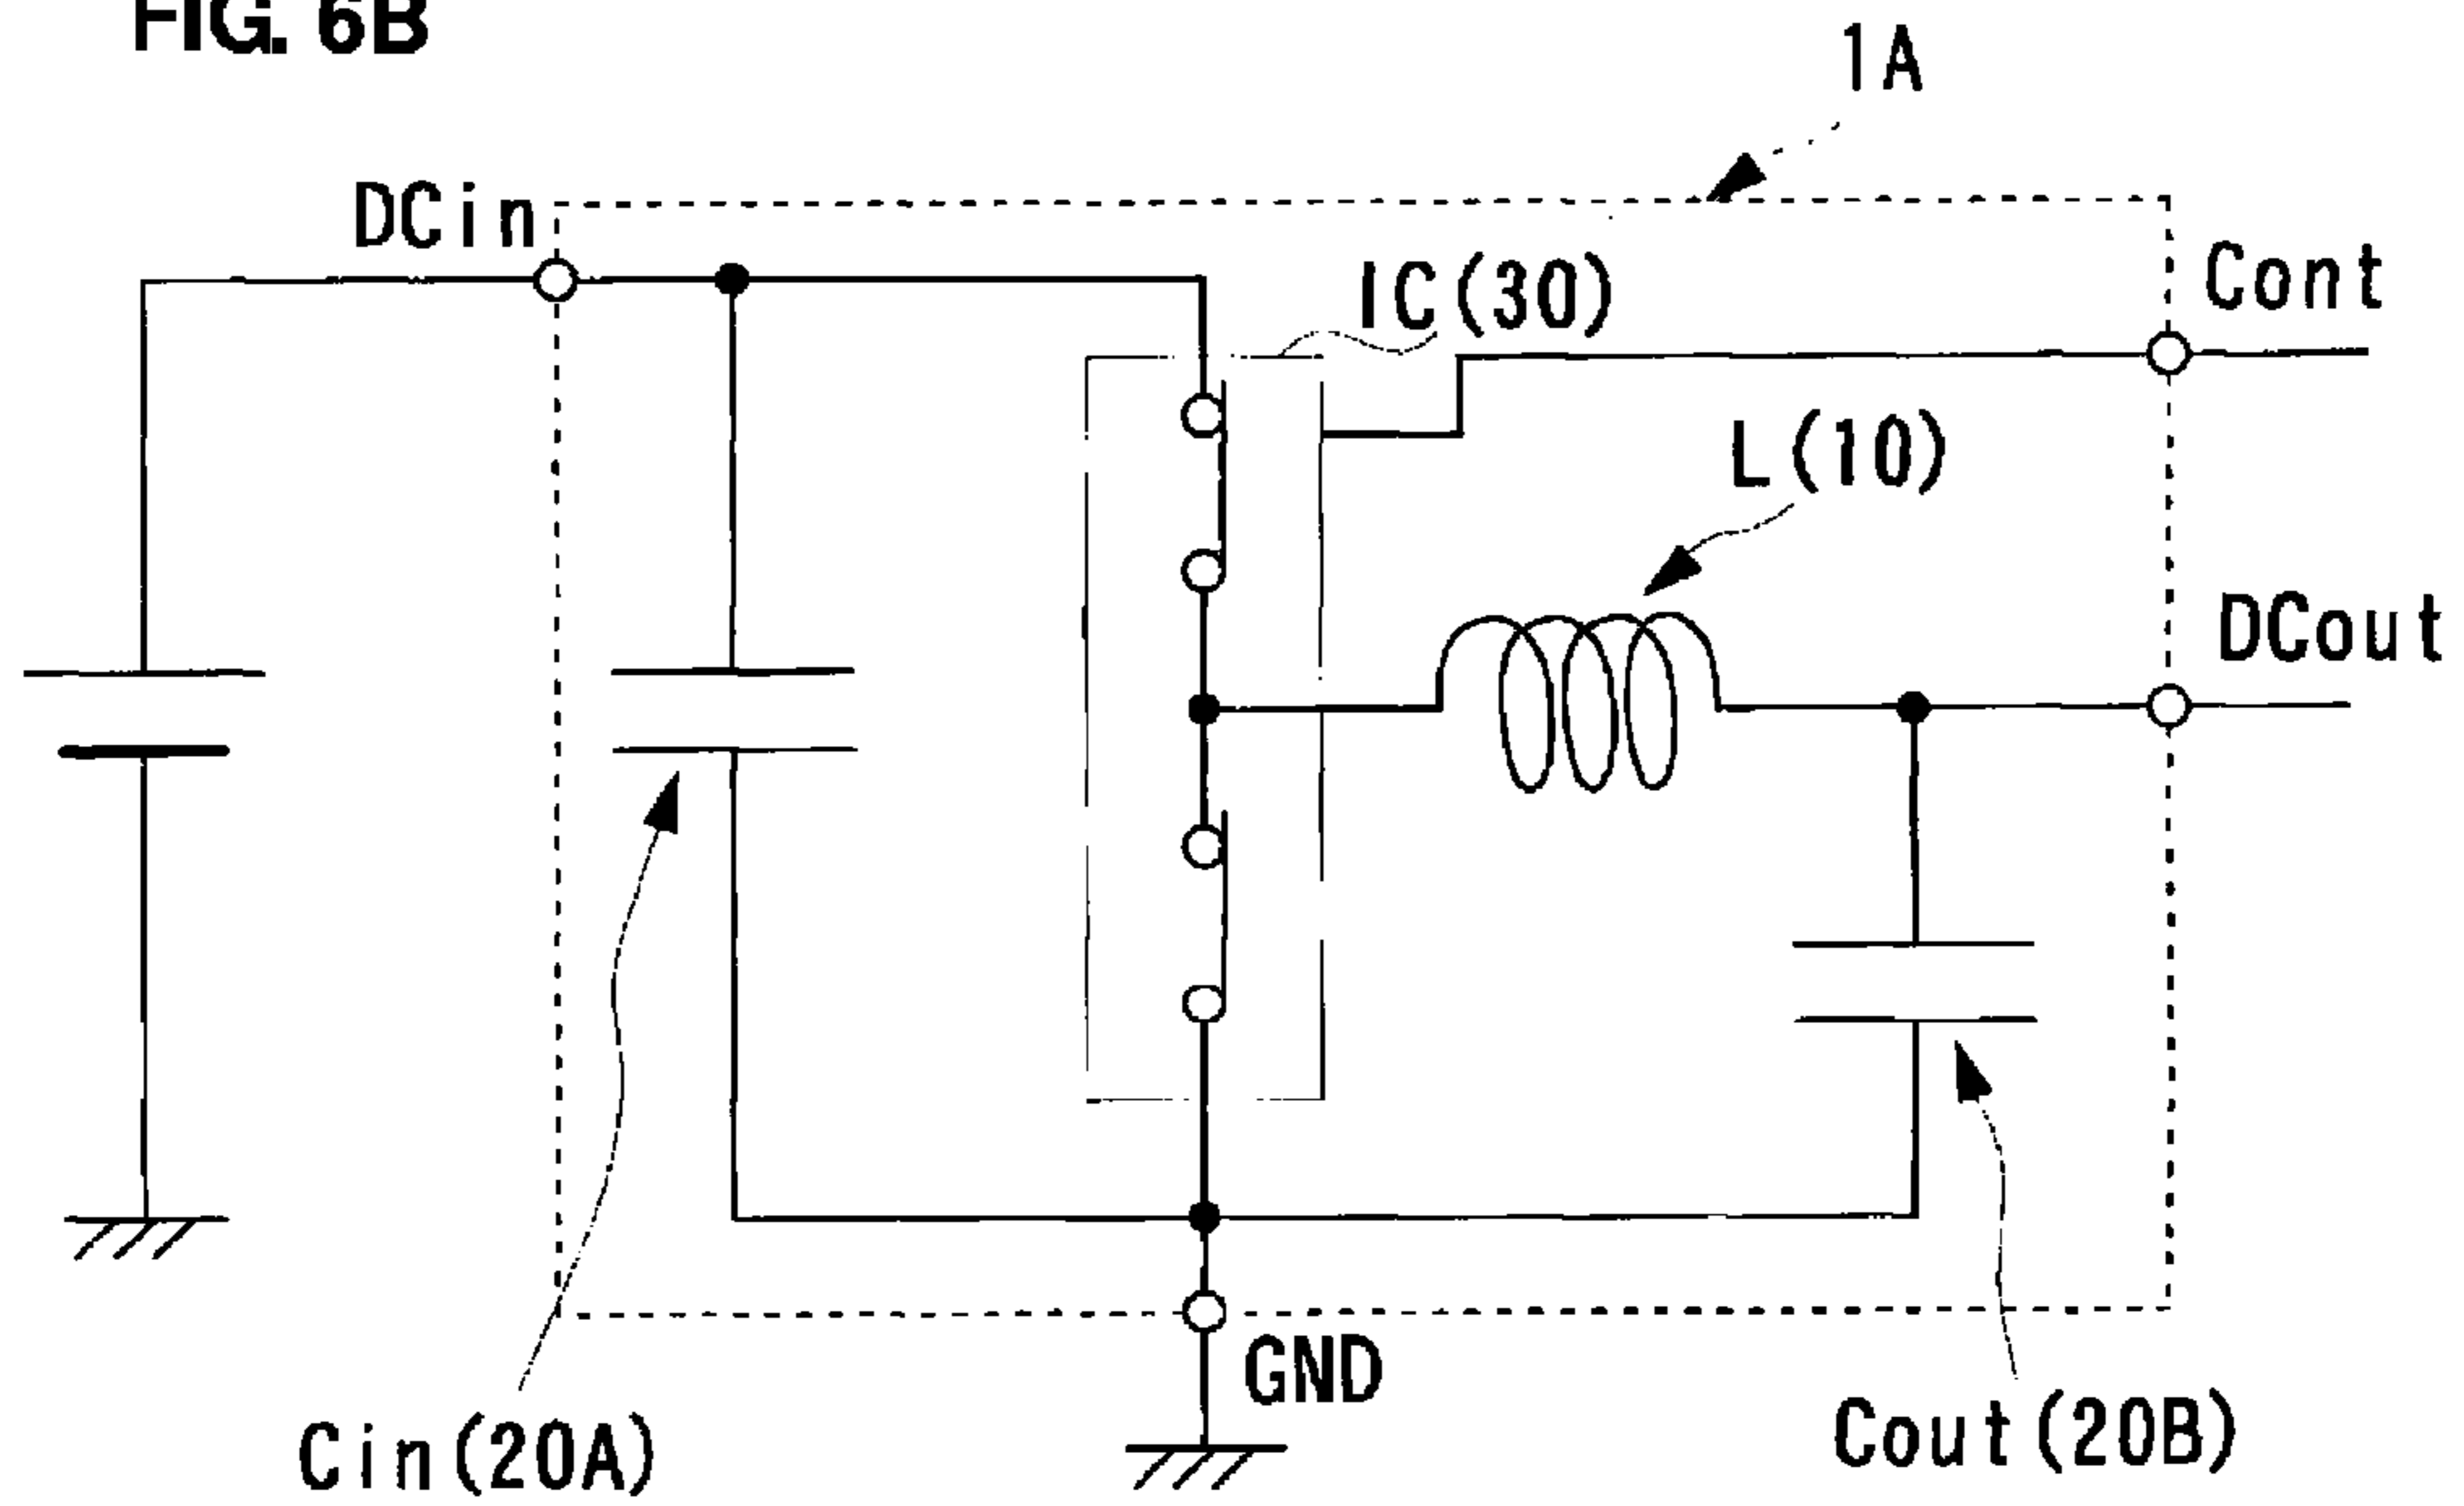 FIG. 6B
1A
DCin
IC(30)
Cont
L(10)
DCout
GND
Cin(20A)
Cout(20B)